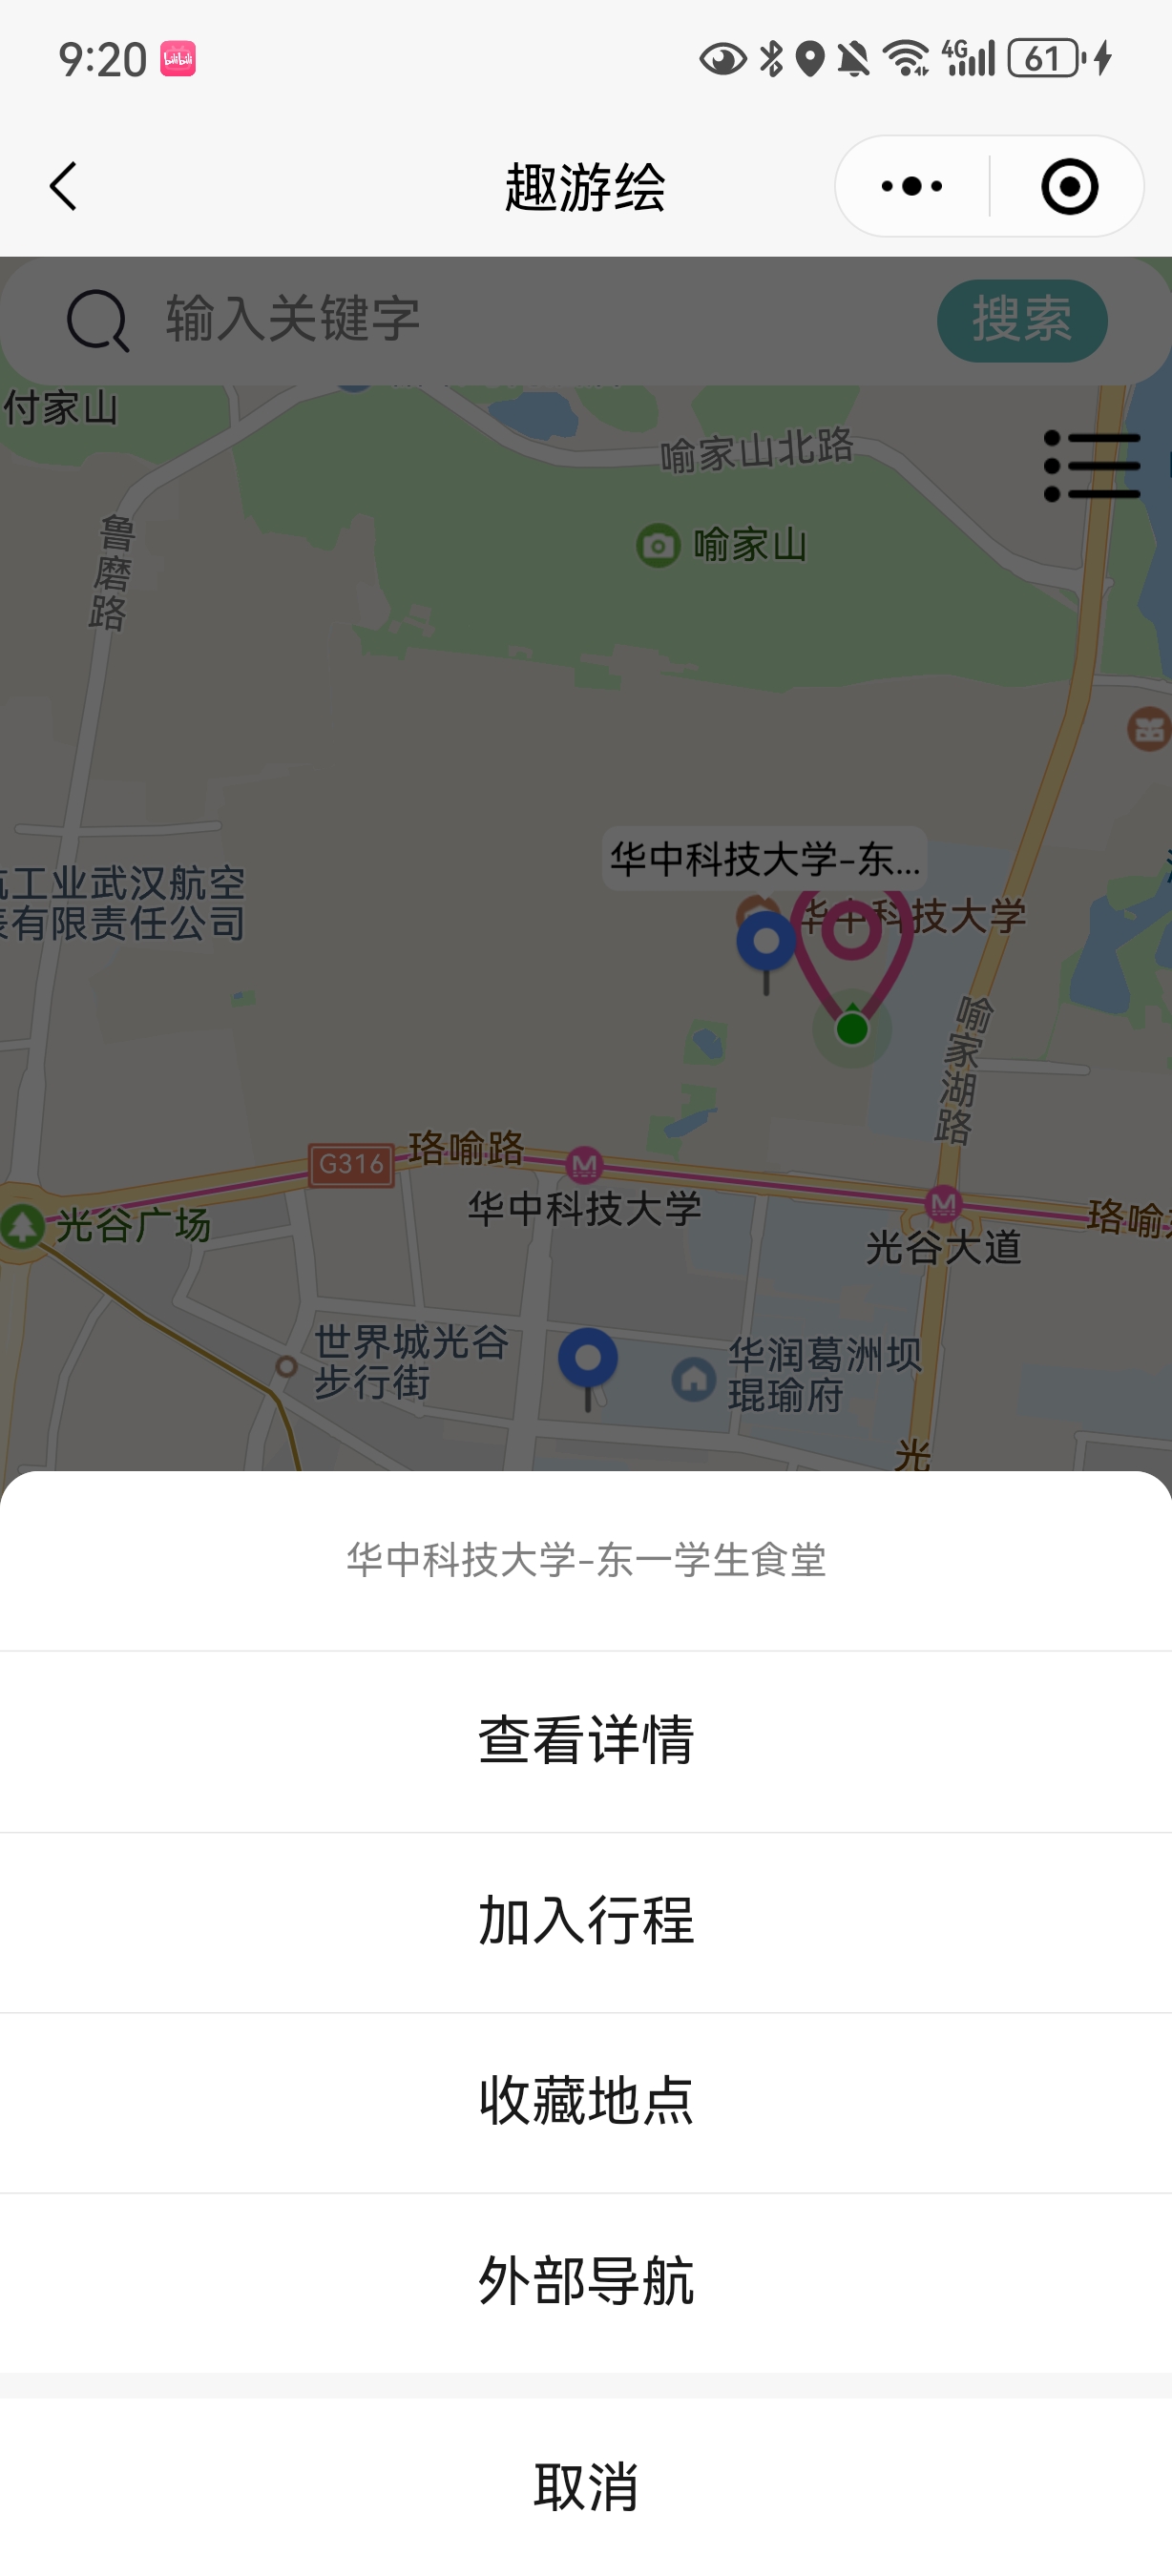 9:20
bilibili
4G
61
趣游绘
输入关键字
搜索
付家山
喻家山北路
喻家山
鲁磨路
华中科技大学-东...
工业武汉航空
有限责任公司
华中科技大学
喻家湖路
G316
珞喻路
华中科技大学
光谷广场
光谷大道
珞喻
世界城光谷
步行街
华润葛洲坝
琨瑜府
光
华中科技大学-东一学生食堂
查看详情
加入行程
收藏地点
外部导航
取消